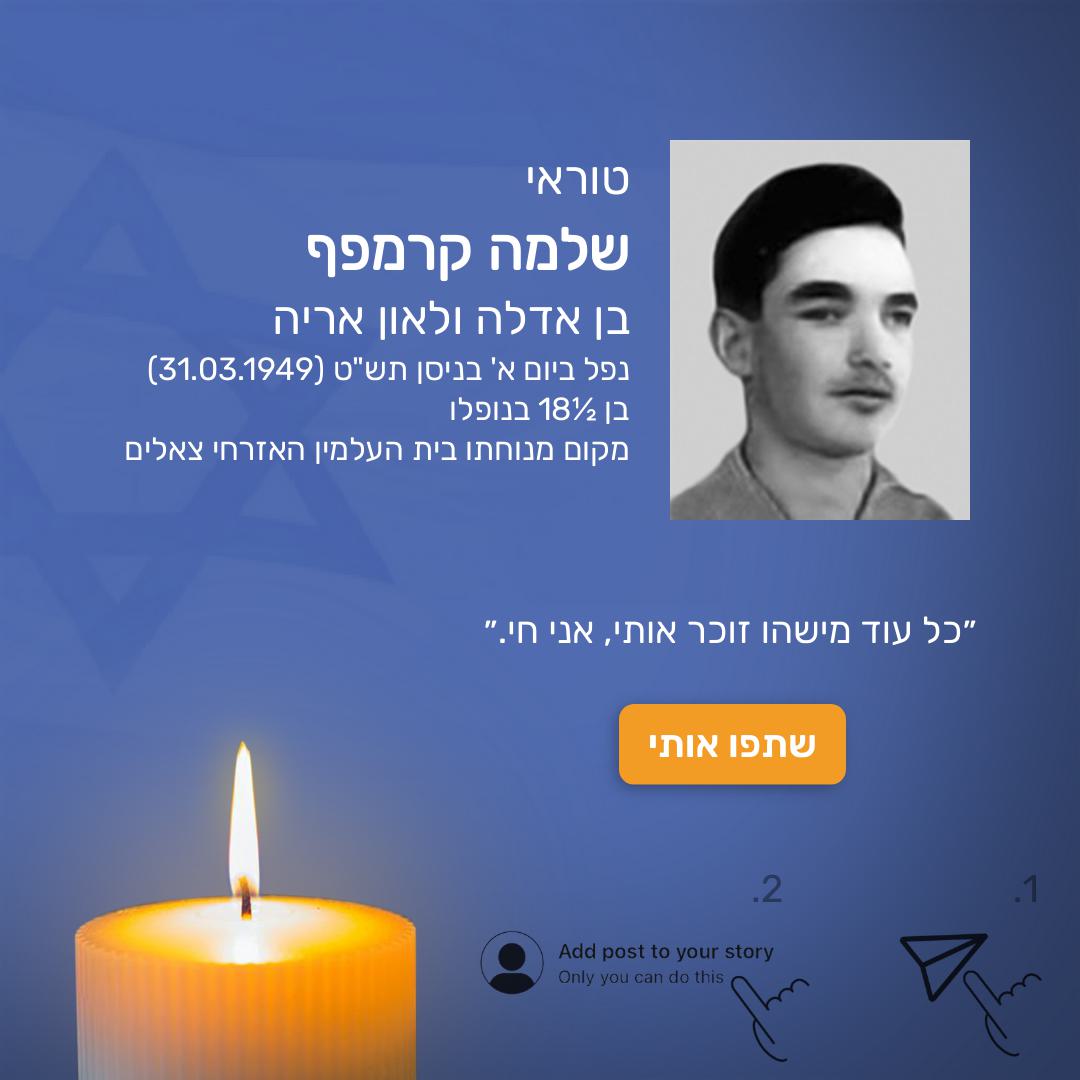 טוראי
שלמה קרמפף
בן אדלה ולאון אריה
נפל ביום א' בניסן תש"ט (31.03.1949)
בן 18½ בנופלו
מקום מנוחתו בית העלמין האזרחי צאלים
״כל עוד מישהו זוכר אותי, אני חי.״
שתפו אותי
.1
.2
Add post to your story
Only you can do this